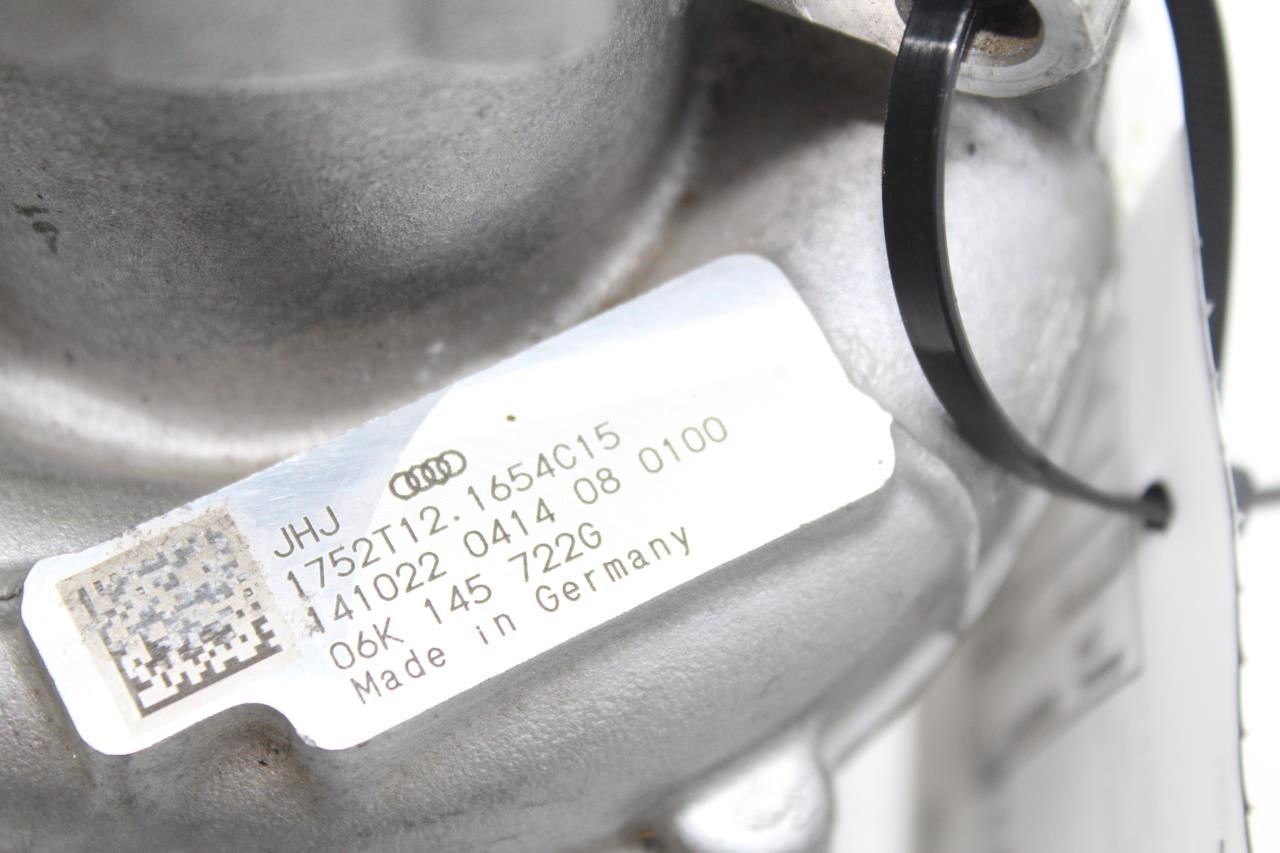 JHJ
1752T12.1654C15
141022 0414 08 0100
06K 145 722G
Made in Germany